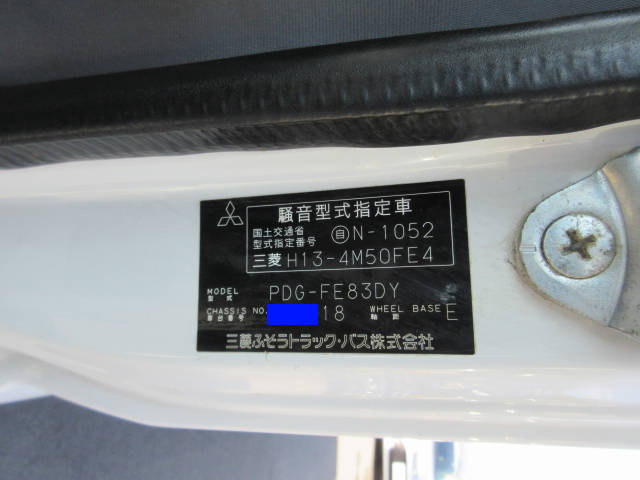 騒音型式指定車
国土交通省
型式指定番号 自N-1052
三菱 H13-4M50FE4
MODEL PDG-FE83DY
型式
CHASSIS NO. 18 WHEEL BASE E
車台番号 軸距
三菱ふそうトラック・バス株式会社